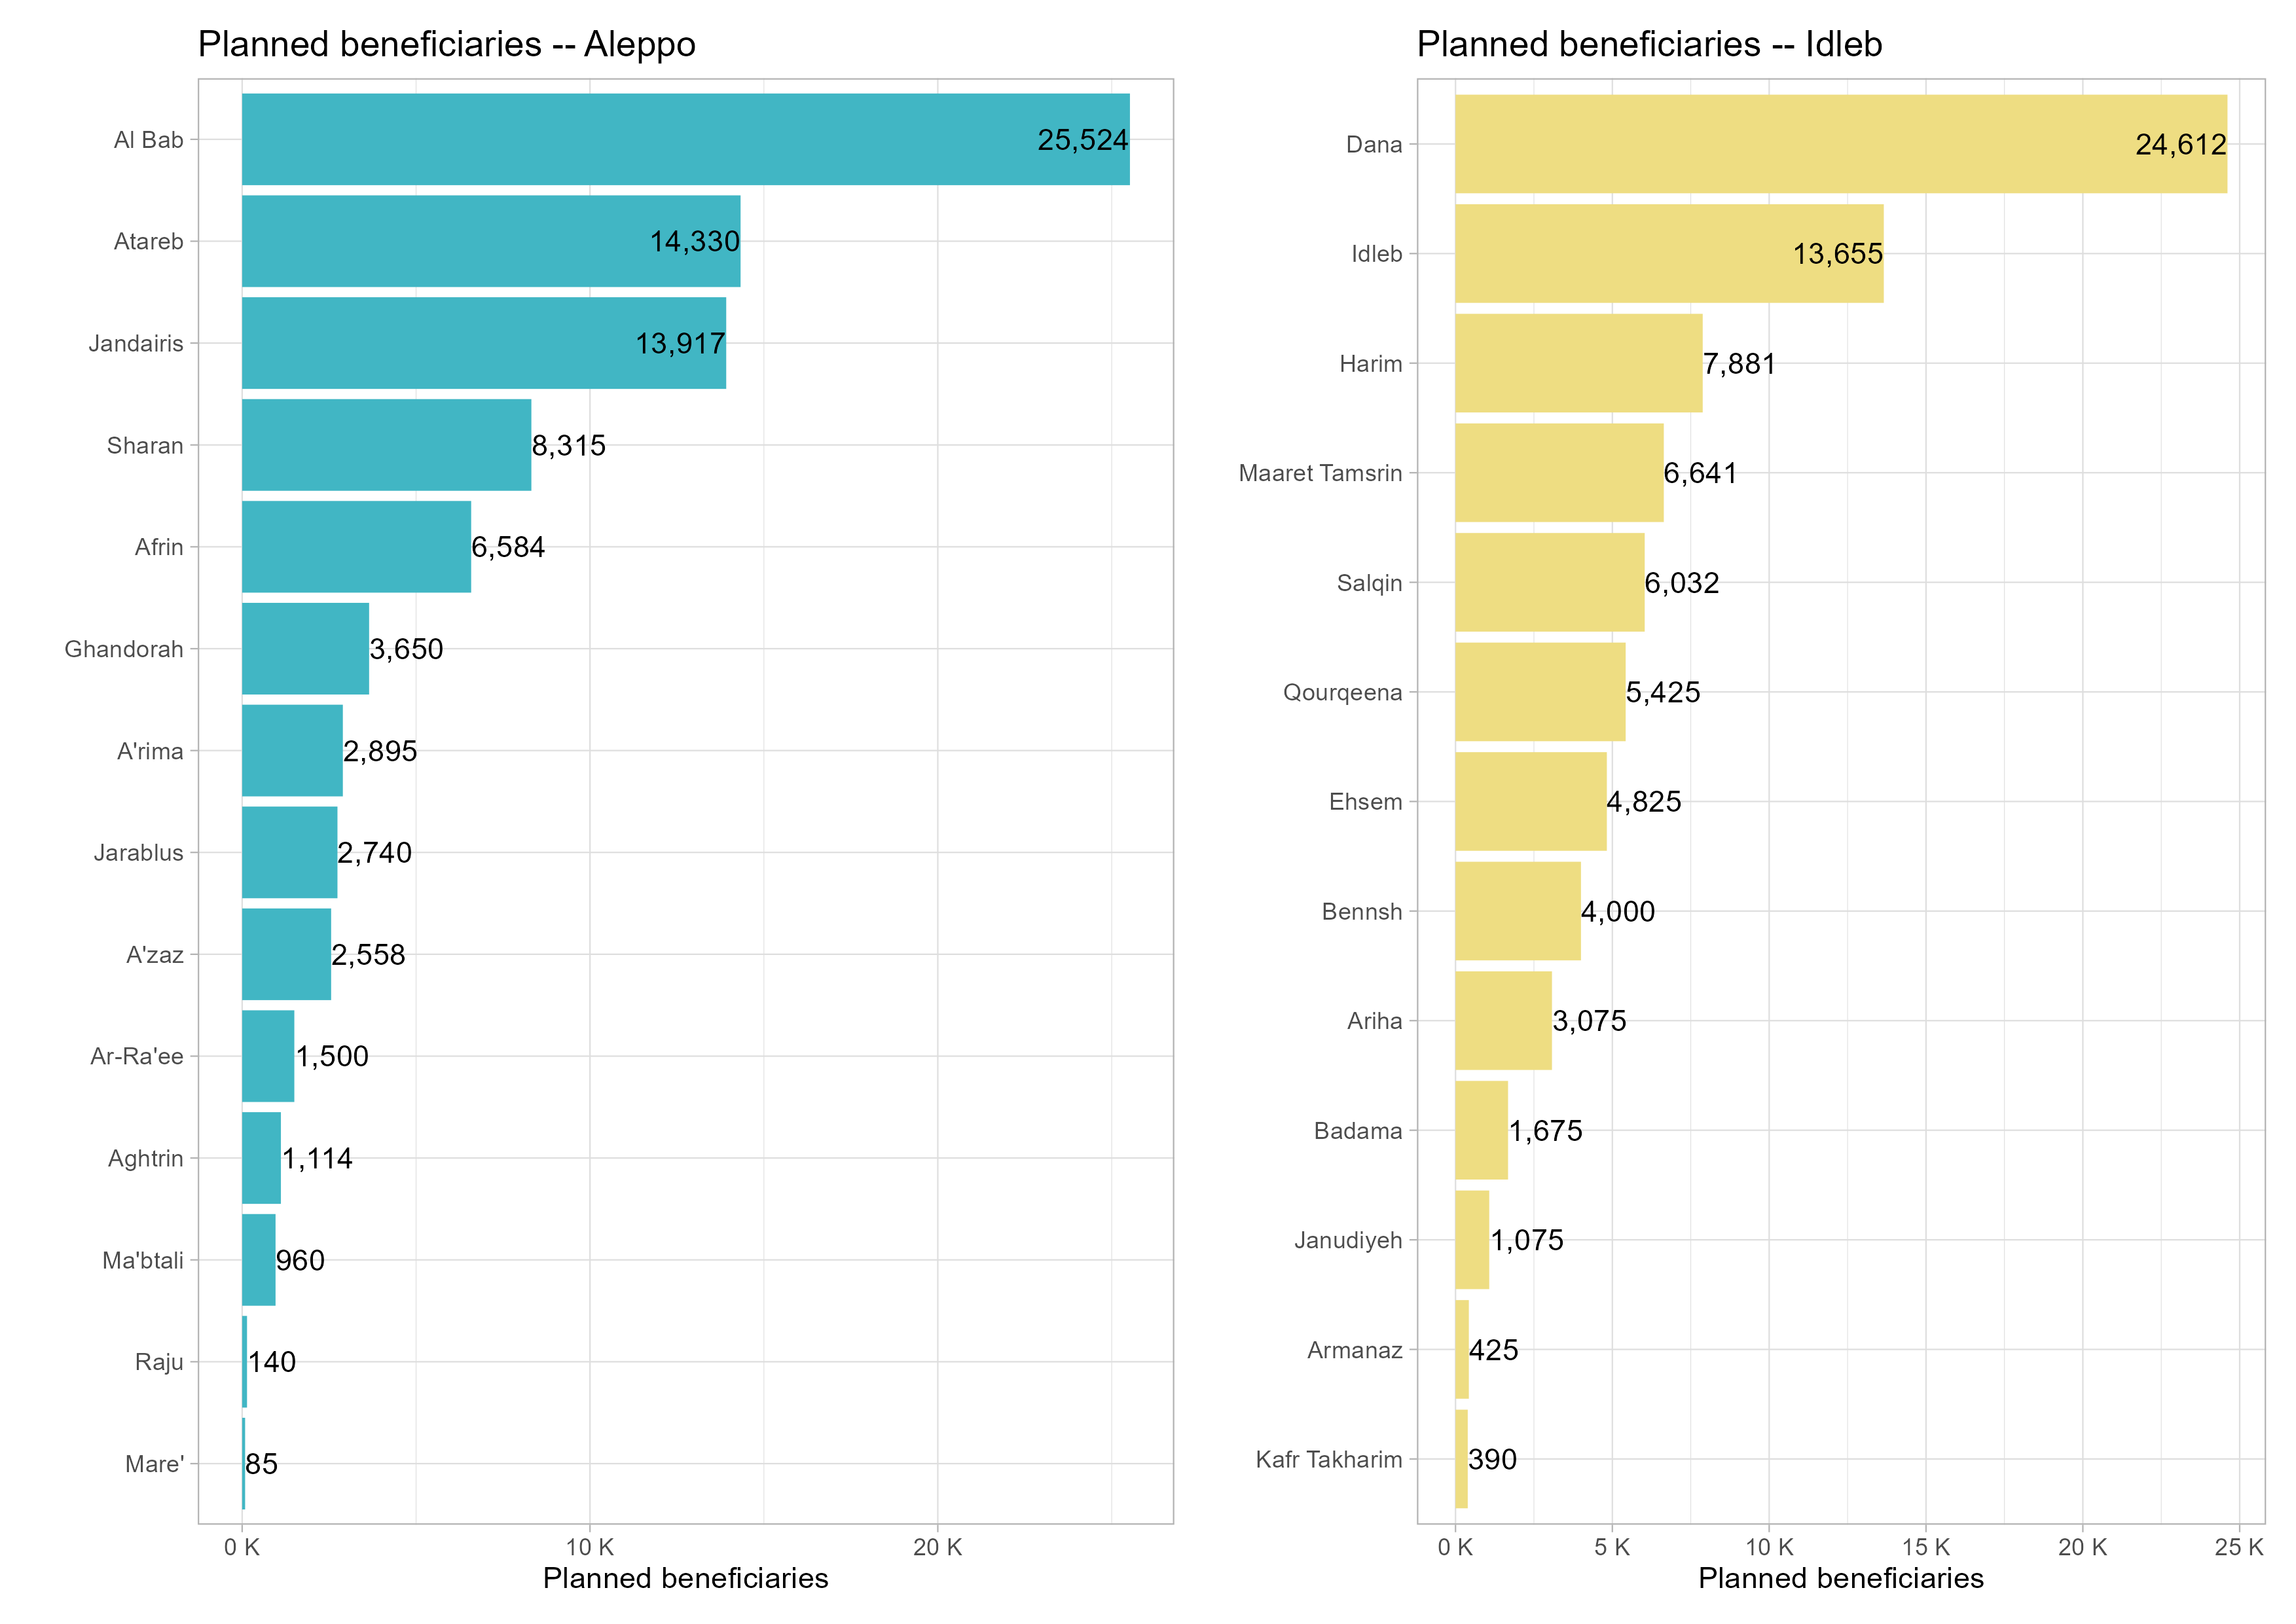 Planned beneficiaries -- Aleppo
Al Bab 25,524
Atareb 14,330
Jandairis 13,917
Sharan 8,315
Afrin 6,584
Ghandorah 3,650
A'rima 2,895
Jarablus 2,740
A'zaz 2,558
Ar-Ra'ee 1,500
Aghtrin 1,114
Ma'btali 960
Raju 140
Mare' 85
0 K 10 K 20 K
Planned beneficiaries
Planned beneficiaries -- Idleb
Dana 24,612
Idleb 13,655
Harim 7,881
Maaret Tamsrin 6,641
Salqin 6,032
Qourqeena 5,425
Ehsem 4,825
Bennsh 4,000
Ariha 3,075
Badama 1,675
Janudiyeh 1,075
Armanaz 425
Kafr Takharim 390
0 K 5 K 10 K 15 K 20 K 25 K
Planned beneficiaries